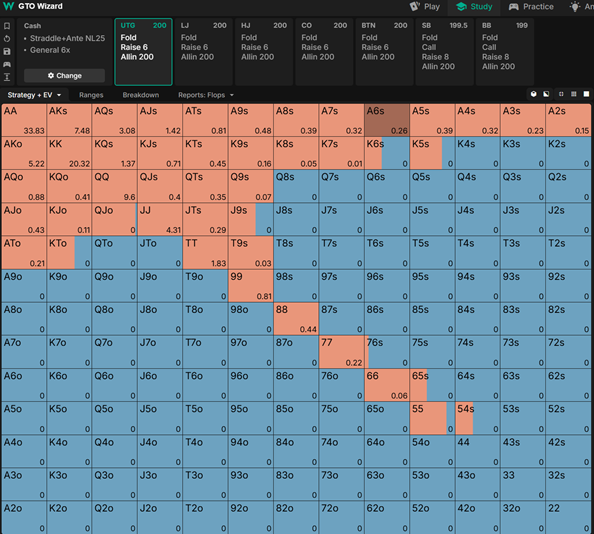 GTO Wizard Play Study Practice An
Cash UTG 200 LJ 200 HJ 200 CO 200 BTN 200 SB 199.5 BB 199
• Straddle+Ante NL25 Fold Fold Fold Fold Fold Fold Fold
• General 6x Raise 6 Raise 6 Raise 6 Raise 6 Raise 6 Call Call
Allin 200 Allin 200 Allin 200 Allin 200 Allin 200 Raise 8 Raise 8
Change Allin 200 Allin 200
Strategy + EV Ranges Breakdown Reports: Flops
AA AKs AQs AJs ATs A9s A8s A7s A6s A5s A4s A3s A2s
33.83 7.48 3.08 1.42 0.81 0.48 0.39 0.32 0.26 0.39 0.32 0.23 0.15
AKo KK KQs KJs KTs K9s K8s K7s K6s K5s K4s K3s K2s
5.22 20.32 1.37 0.71 0.45 0.16 0.05 0.01 0 0 0 0 0
AQo KQo QQ QJs QTs Q9s Q8s Q7s Q6s Q5s Q4s Q3s Q2s
0.88 0.41 9.6 0.4 0.35 0.07 0 0 0 0 0 0 0
AJo KJo QJo JJ JTs J9s J8s J7s J6s J5s J4s J3s J2s
0.43 0.11 0 4.31 0.29 0 0 0 0 0 0 0 0
ATo KTo QTo JTo TT T9s T8s T7s T6s T5s T4s T3s T2s
0.21 0 0 0 1.83 0.03 0 0 0 0 0 0 0
A9o K9o Q9o J9o T9o 99 98s 97s 96s 95s 94s 93s 92s
0 0 0 0 0 0.81 0 0 0 0 0 0 0
A8o K8o Q8o J8o T8o 98o 88 87s 86s 85s 84s 83s 82s
0 0 0 0 0 0 0.44 0 0 0 0 0 0
A7o K7o Q7o J7o T7o 97o 87o 77 76s 75s 74s 73s 72s
0 0 0 0 0 0 0 0.22 0 0 0 0 0
A6o K6o Q6o J6o T6o 96o 86o 76o 66 65s 64s 63s 62s
0 0 0 0 0 0 0 0 0.06 0 0 0 0
A5o K5o Q5o J5o T5o 95o 85o 75o 65o 55 54s 53s 52s
0 0 0 0 0 0 0 0 0 0 0 0 0
A4o K4o Q4o J4o T4o 94o 84o 74o 64o 54o 44 43s 42s
0 0 0 0 0 0 0 0 0 0 0 0 0
A3o K3o Q3o J3o T3o 93o 83o 73o 63o 53o 43o 33 32s
0 0 0 0 0 0 0 0 0 0 0 0 0
A2o K2o Q2o J2o T2o 92o 82o 72o 62o 52o 42o 32o 22
0 0 0 0 0 0 0 0 0 0 0 0 0